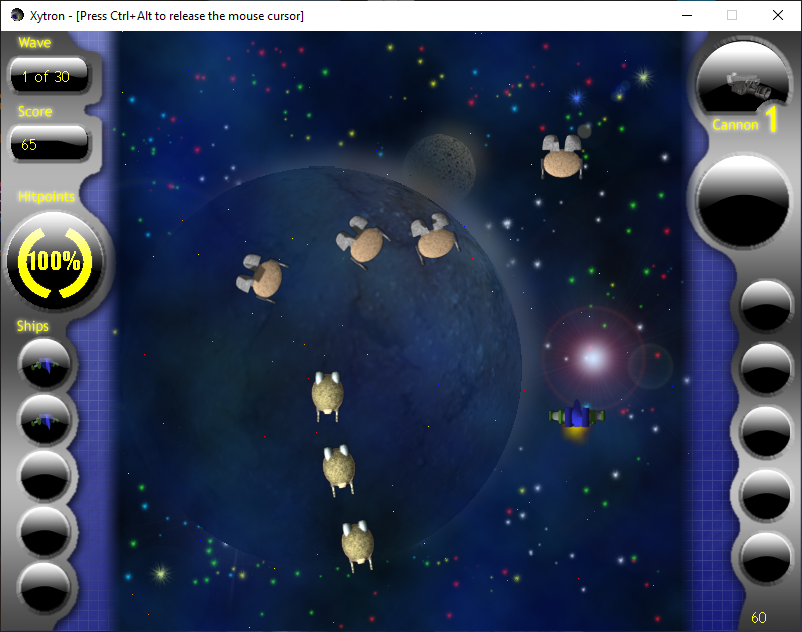 Xytron - [Press Ctrl+Alt to release the mouse cursor]
Wave
1 of 30
Score
65
Hitpoints
100%
Ships
Cannon 1
60